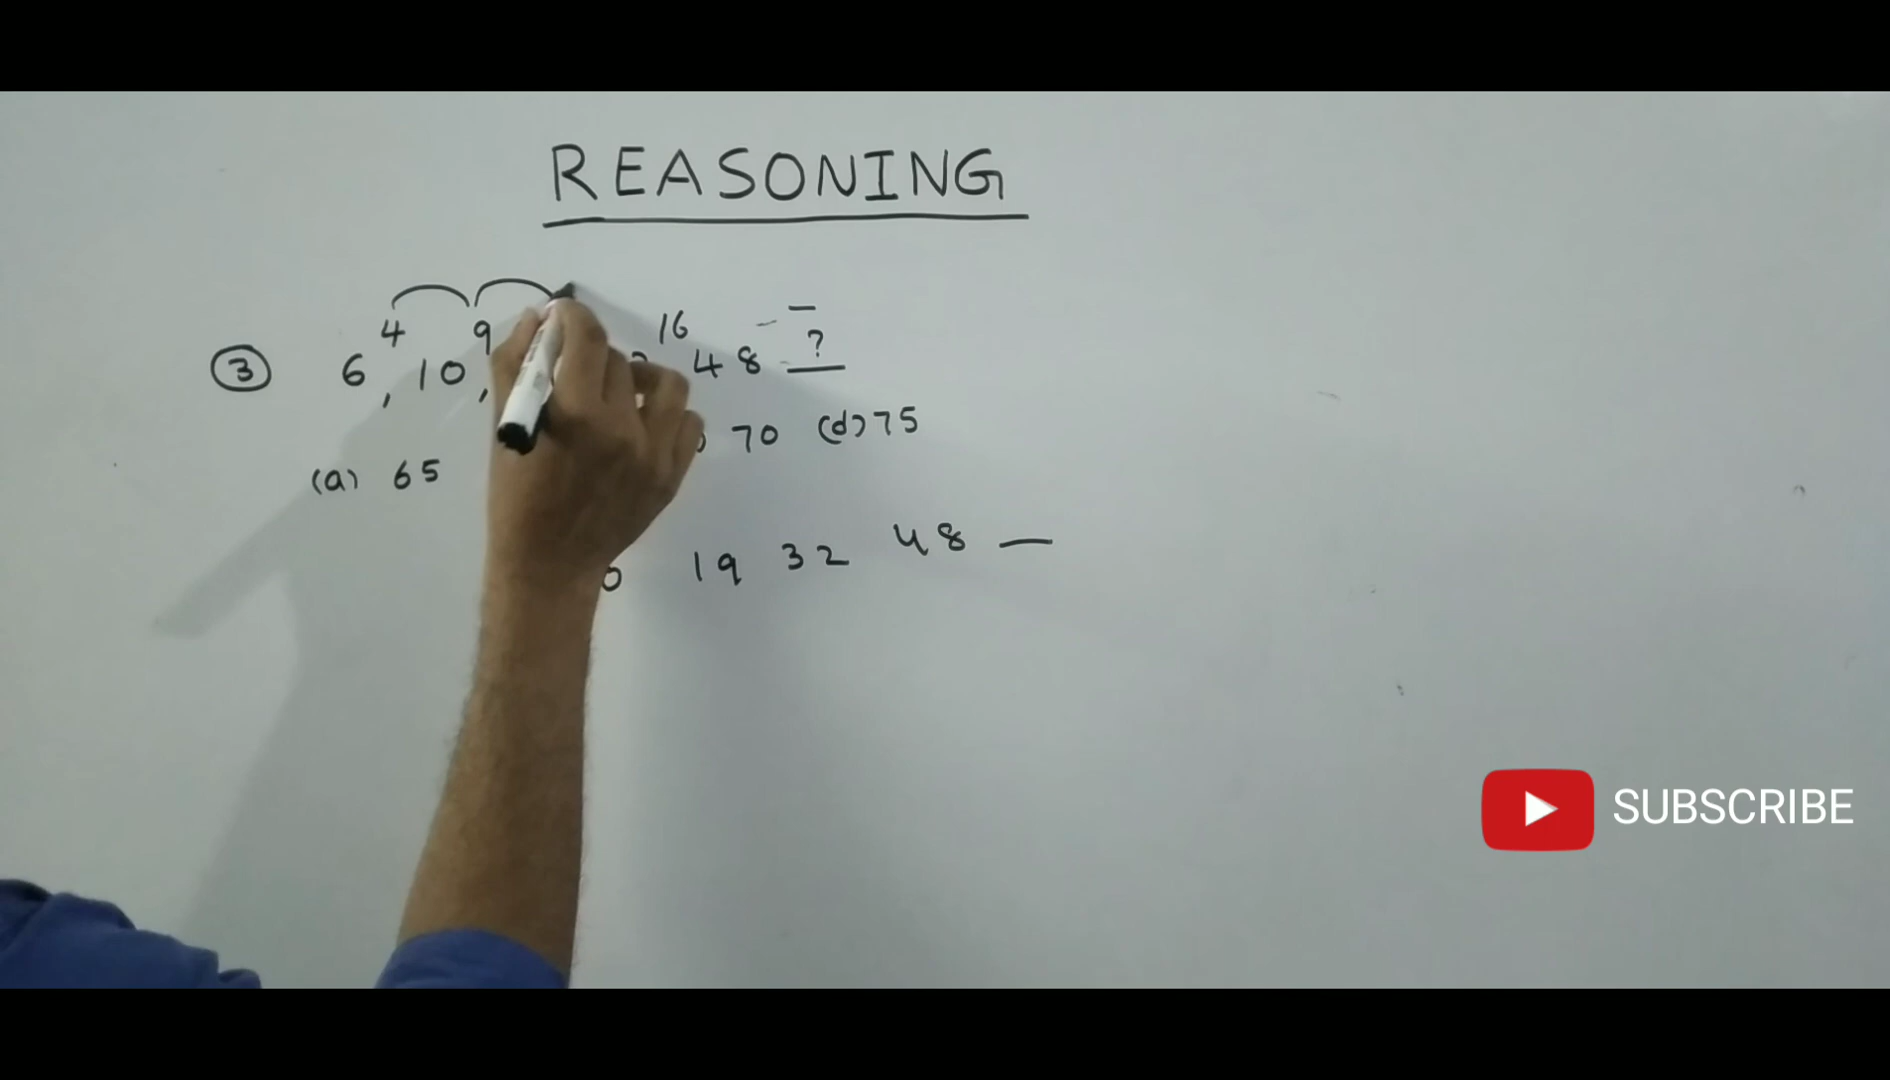 REASONING
4 9 16 - —
3 6, 10, 48 ?
(a) 65 70 (d) 75
19 32 48 —
SUBSCRIBE